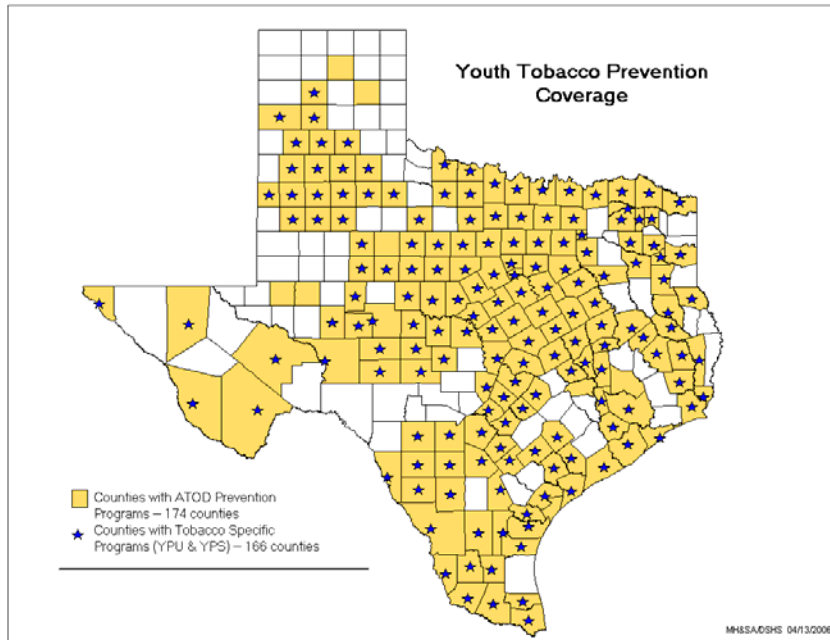 Youth Tobacco Prevention
Coverage
Counties with ATOD Prevention
Programs – 174 counties
Counties with Tobacco Specific
Programs (YPU & YPS) – 166 counties
MH&SA/DSHS 04/13/2006